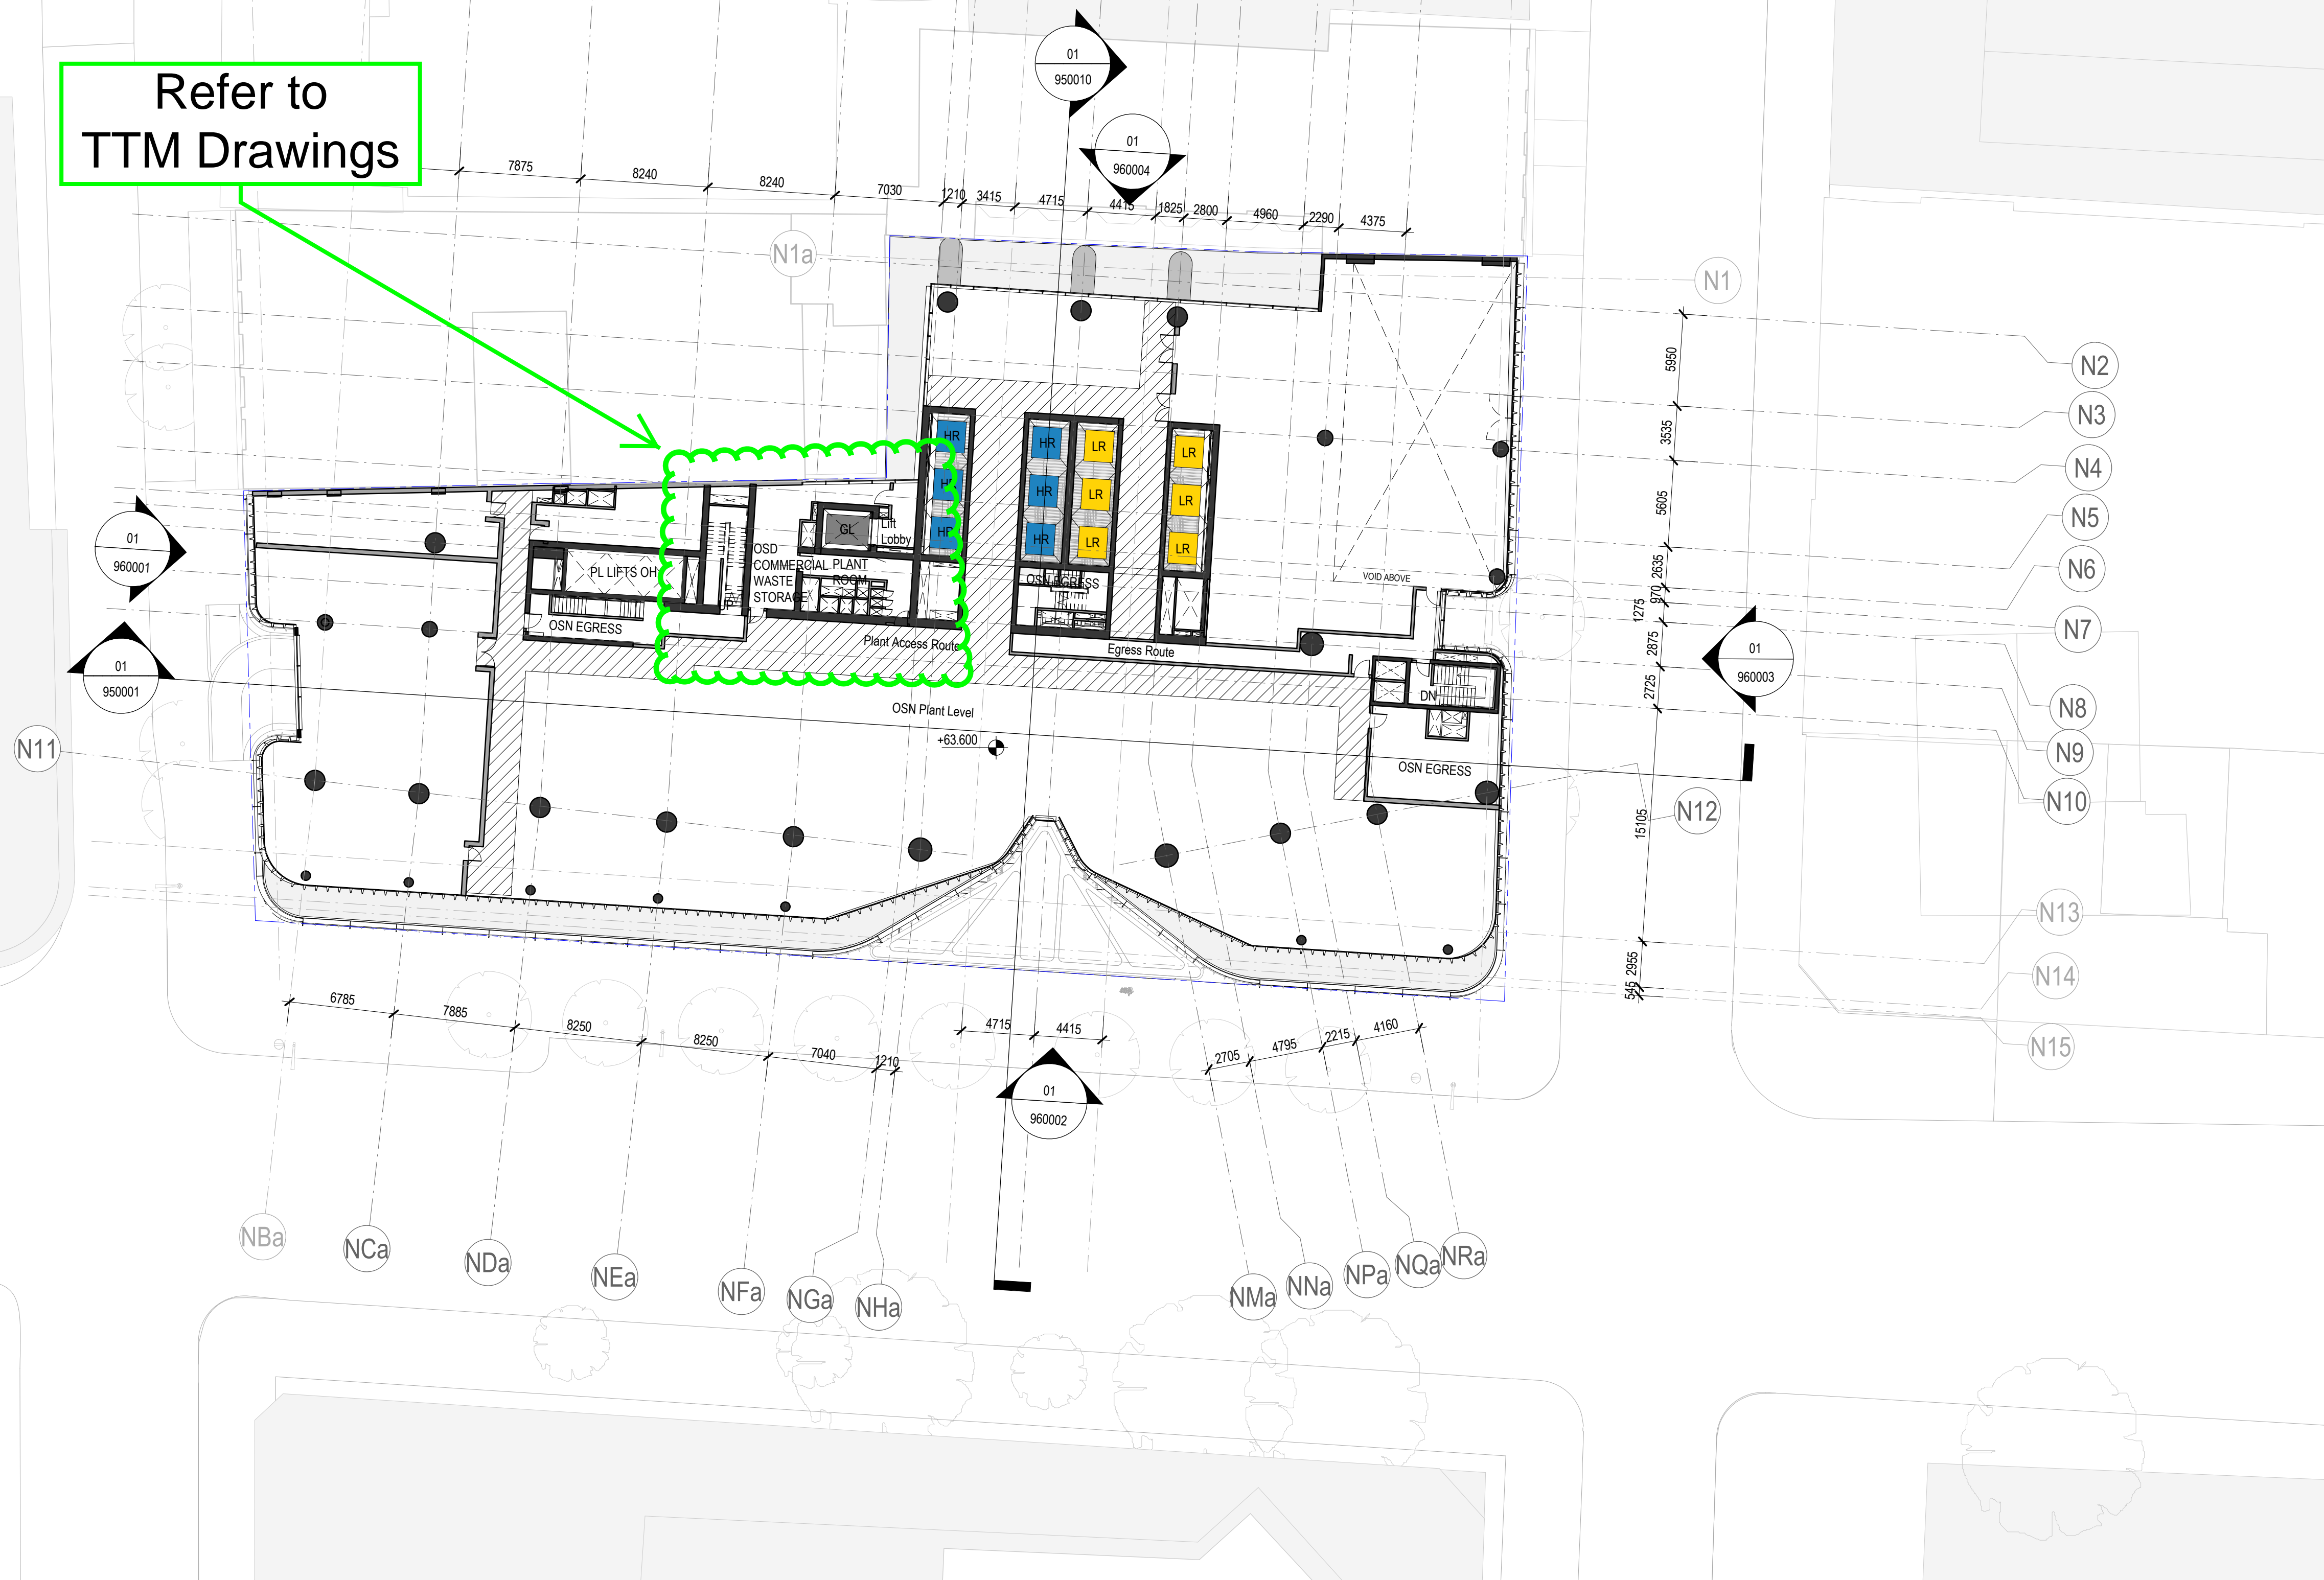 Refer to
TTM Drawings
01
950010
01
960004
7875
8240
8240
7030
1210
3415
4715
4415
1825
2800
4960
2290
4375
N1a
N1
N2
N3
N4
N5
N6
N7
N8
N9
N10
N12
N13
N14
N15
5950
3535
5605
2635
970
1275
2875
2725
15105
2955
545
HR
HR
HR
HR
HR
HR
LR
LR
LR
LR
LR
LR
01
960001
01
950001
01
960003
N11
GL
Lift
Lobby
OSD
COMMERCIAL
WASTE
STORAGE
PLANT
ROOM
PL LIFTS OH
UP
OSN EGRESS
OSN EGRESS
VOID ABOVE
Plant Access Route
Egress Route
DN
OSN Plant Level
+63.600
OSN EGRESS
6785
7885
8250
8250
7040
1210
4715
4415
2705
4795
2215
4160
01
960002
NBa
NCa
NDa
NEa
NFa
NGa
NHa
NMa
NNa
NPa
NQa
NRa